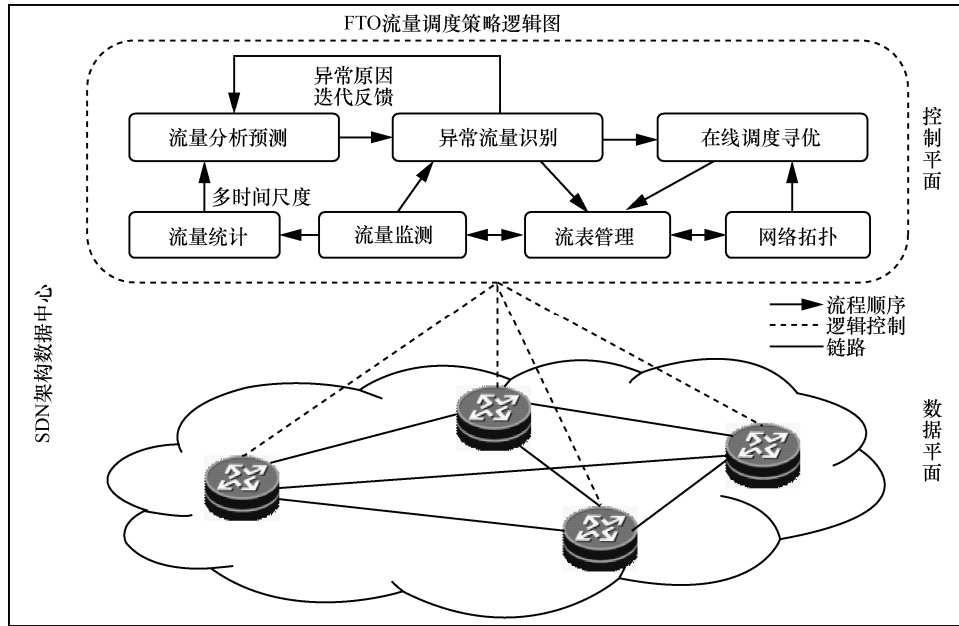 FTO流量调度策略逻辑图
异常原因
迭代反馈
流量分析预测
异常流量识别
在线调度寻优
多时间尺度
流量统计
流量监测
流表管理
网络拓扑
控制平面
流程顺序
逻辑控制
链路
SDN架构数据中心
数据平面